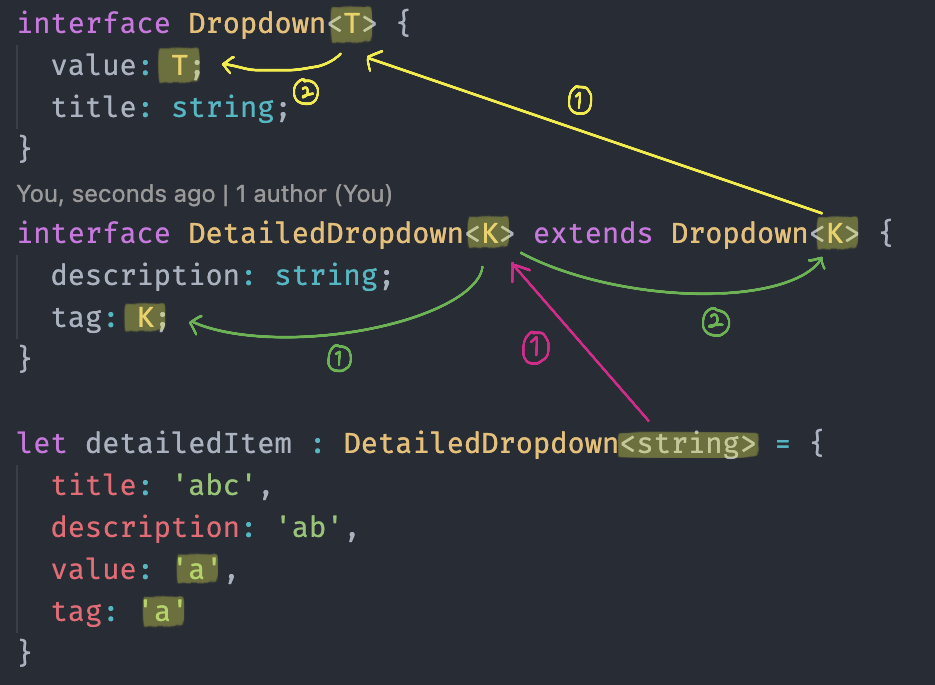 interface Dropdown<T> {
value: T;
②
①
title: string;
}
You, seconds ago | 1 author (You)
interface DetailedDropdown<K> extends Dropdown<K> {
description: string;
tag: K;
①
①
②
}
let detailedItem : DetailedDropdown<string> = {
title: 'abc',
description: 'ab',
value: 'a',
tag: 'a'
}